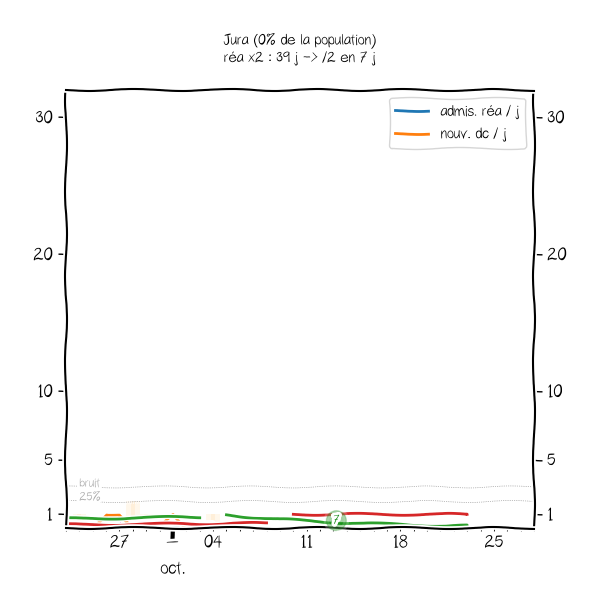 Jura (0% de la population)
réa x2 : 39 j -> /2 en 7 j
admis. réa / j
nouv. dc / j
30
30
20
20
10
10
5
5
bruit
25%
1
1
7
27
04
11
18
25
oct.